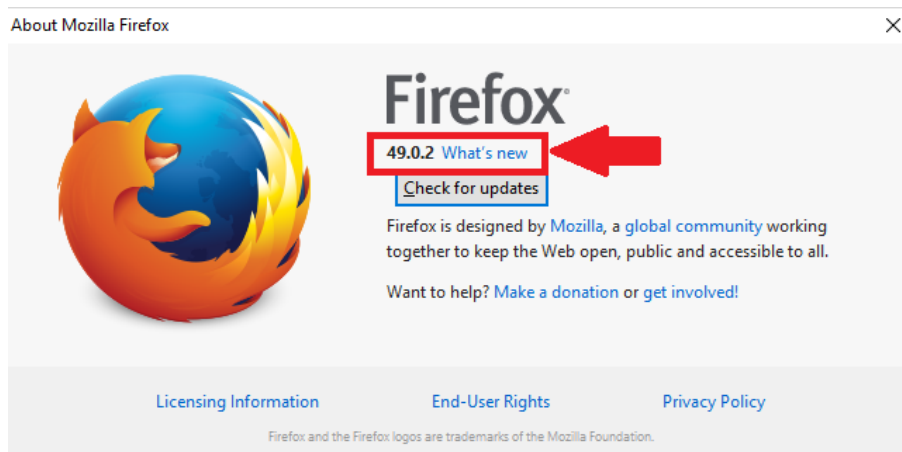 About Mozilla Firefox
Firefox®
49.0.2 What's new
Check for updates
Firefox is designed by Mozilla, a global community working
together to keep the Web open, public and accessible to all.
Want to help? Make a donation or get involved!
Licensing Information End-User Rights Privacy Policy
Firefox and the Firefox logos are trademarks of the Mozilla Foundation.